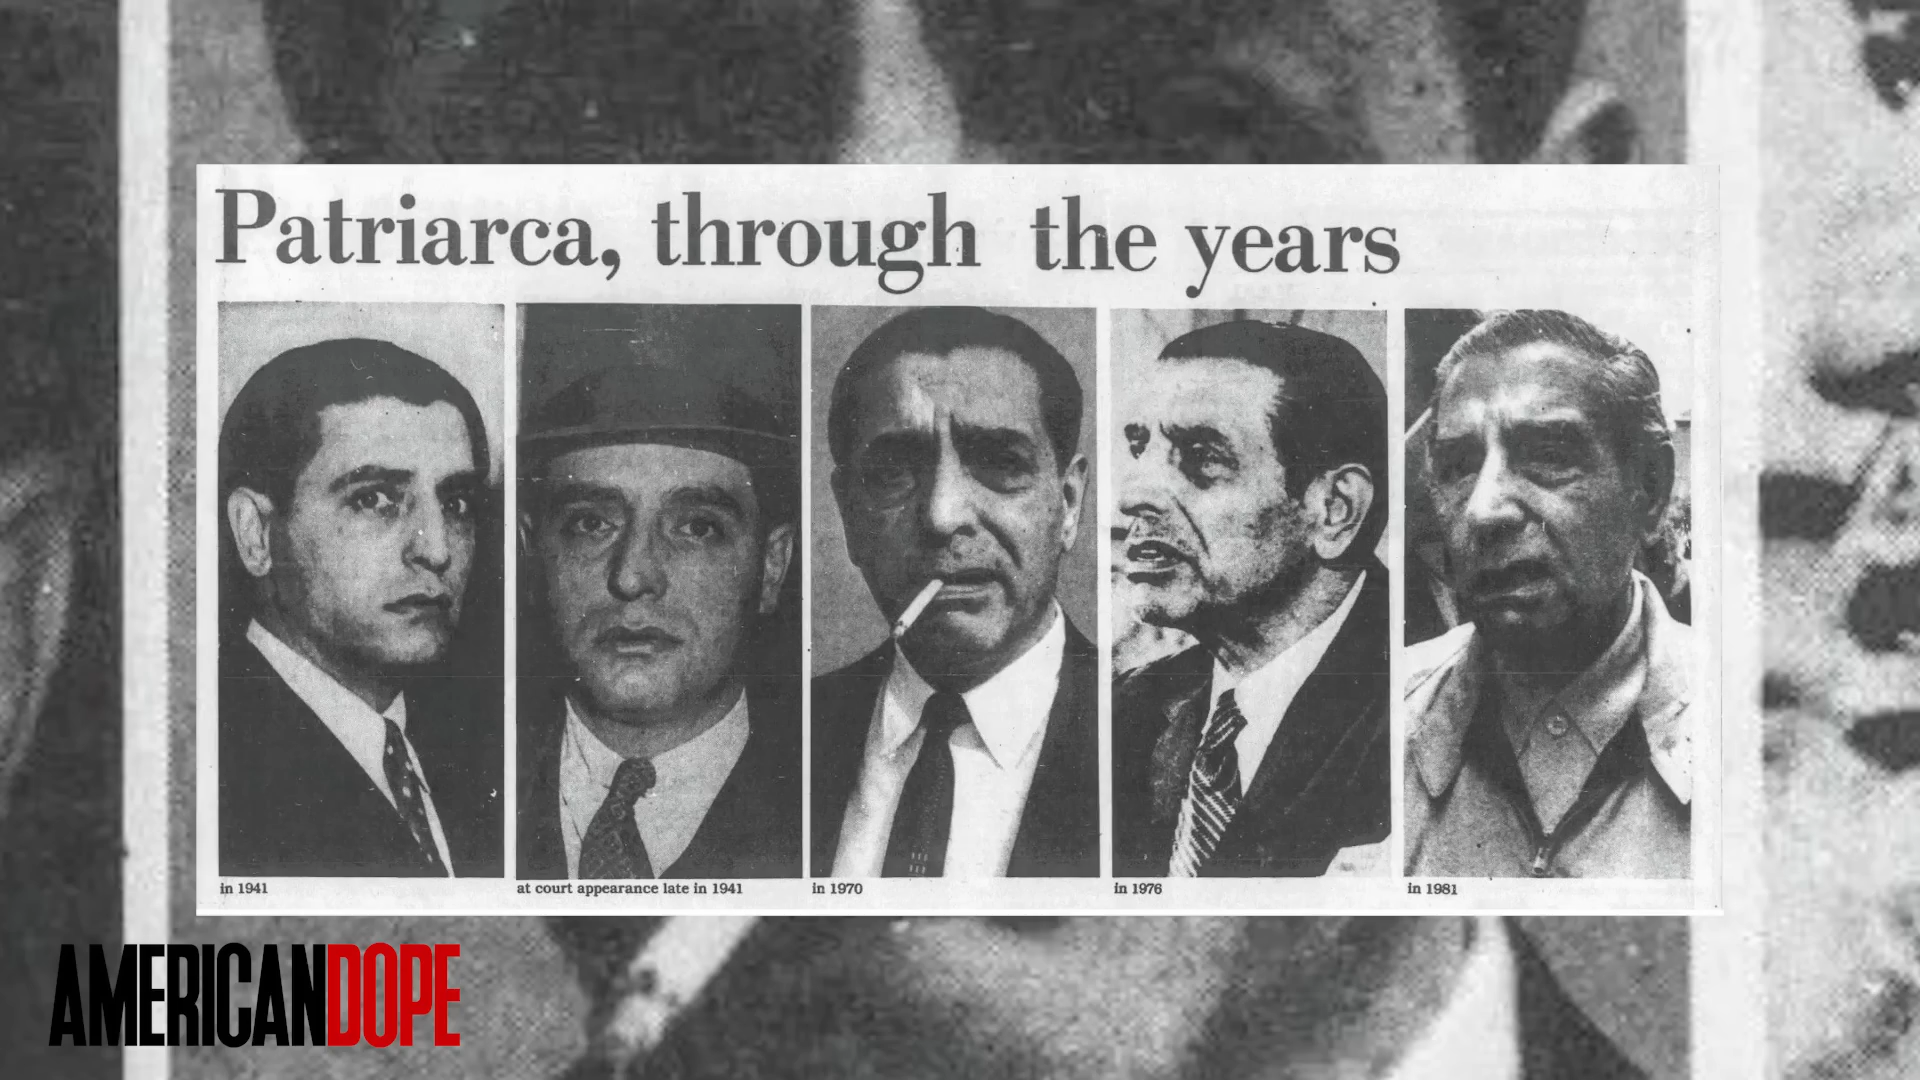 Patriarca, through the years
in 1941
at court appearance late in 1941
in 1970
in 1976
in 1981
AMERICANDOPE